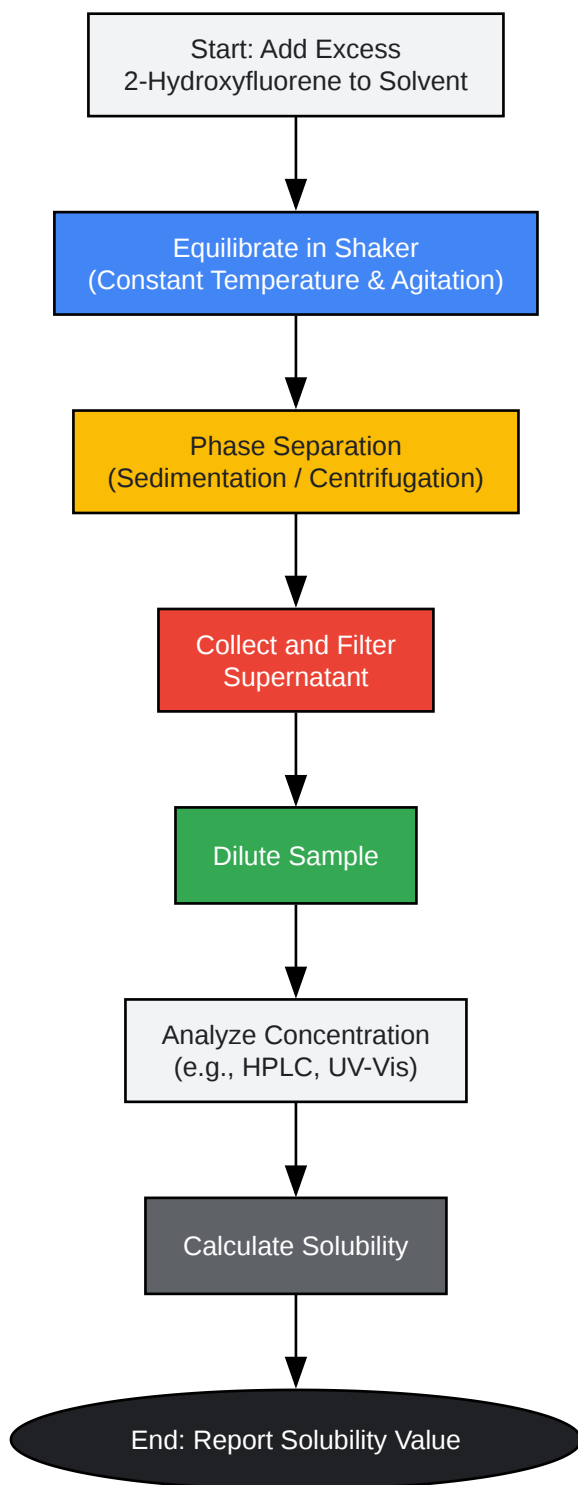 Start: Add Excess
2-Hydroxyfluorene to Solvent
Equilibrate in Shaker
(Constant Temperature & Agitation)
Phase Separation
(Sedimentation / Centrifugation)
Collect and Filter
Supernatant
Dilute Sample
Analyze Concentration
(e.g., HPLC, UV-Vis)
Calculate Solubility
End: Report Solubility Value